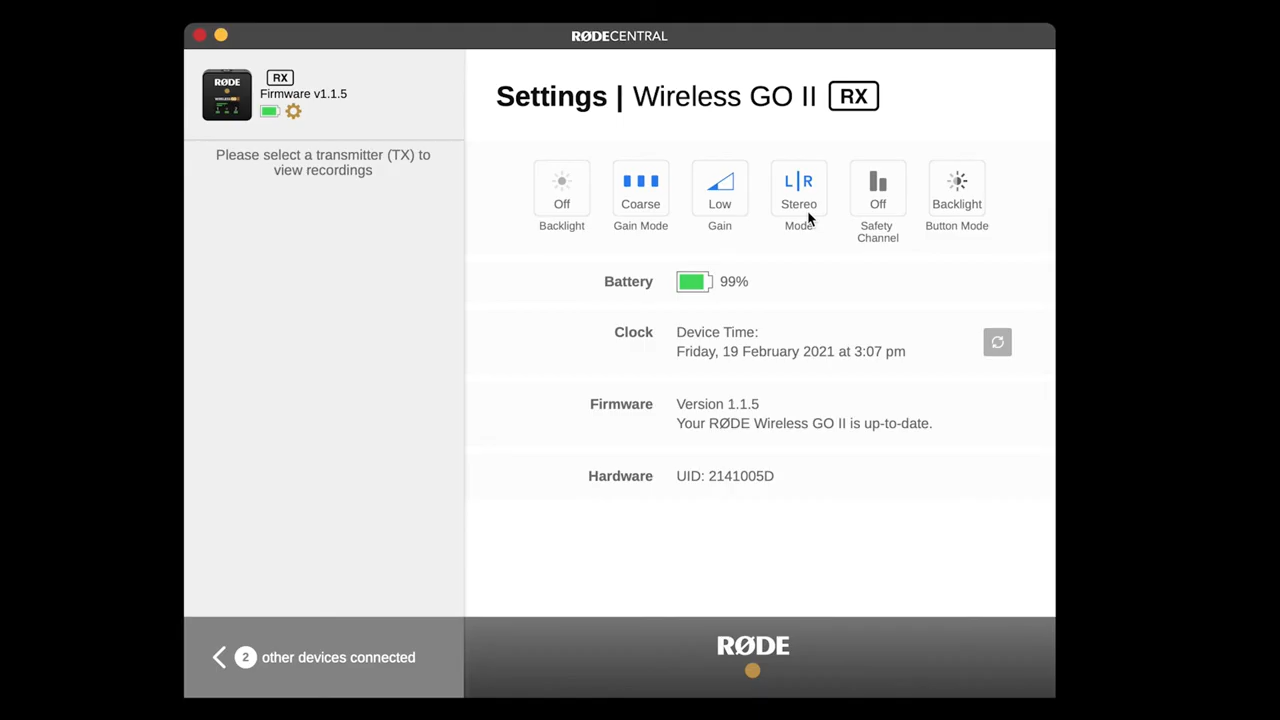 RØDECENTRAL
RØDE
RX
Firmware v1.1.5
Please select a transmitter (TX) to
view recordings
Settings | Wireless GO II RX
Off
Backlight
Coarse
Gain Mode
Low
Gain
L|R
Stereo
Mode
Off
Safety
Channel
Backlight
Button Mode
Battery 99%
Clock Device Time:
Friday, 19 February 2021 at 3:07 pm
Firmware Version 1.1.5
Your RØDE Wireless GO II is up-to-date.
Hardware UID: 2141005D
2 other devices connected
RØDE